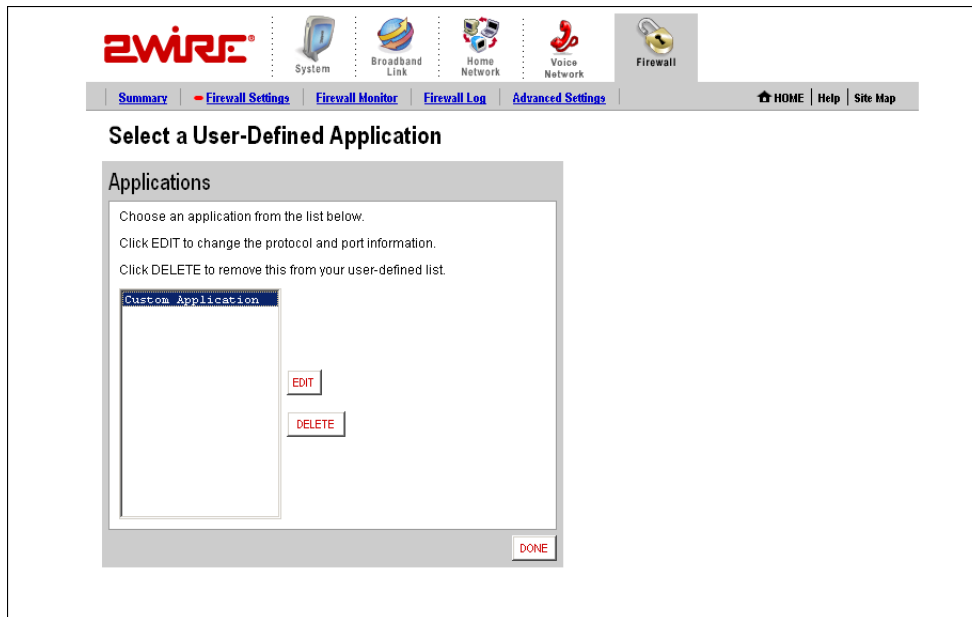 2WIRE
System
Broadband
Link
Home
Network
Voice
Network
Firewall
Summary
Firewall Settings
Firewall Monitor
Firewall Log
Advanced Settings
HOME
Help
Site Map
Select a User-Defined Application
Applications
Choose an application from the list below.
Click EDIT to change the protocol and port information.
Click DELETE to remove this from your user-defined list.
Custom Application
EDIT
DELETE
DONE